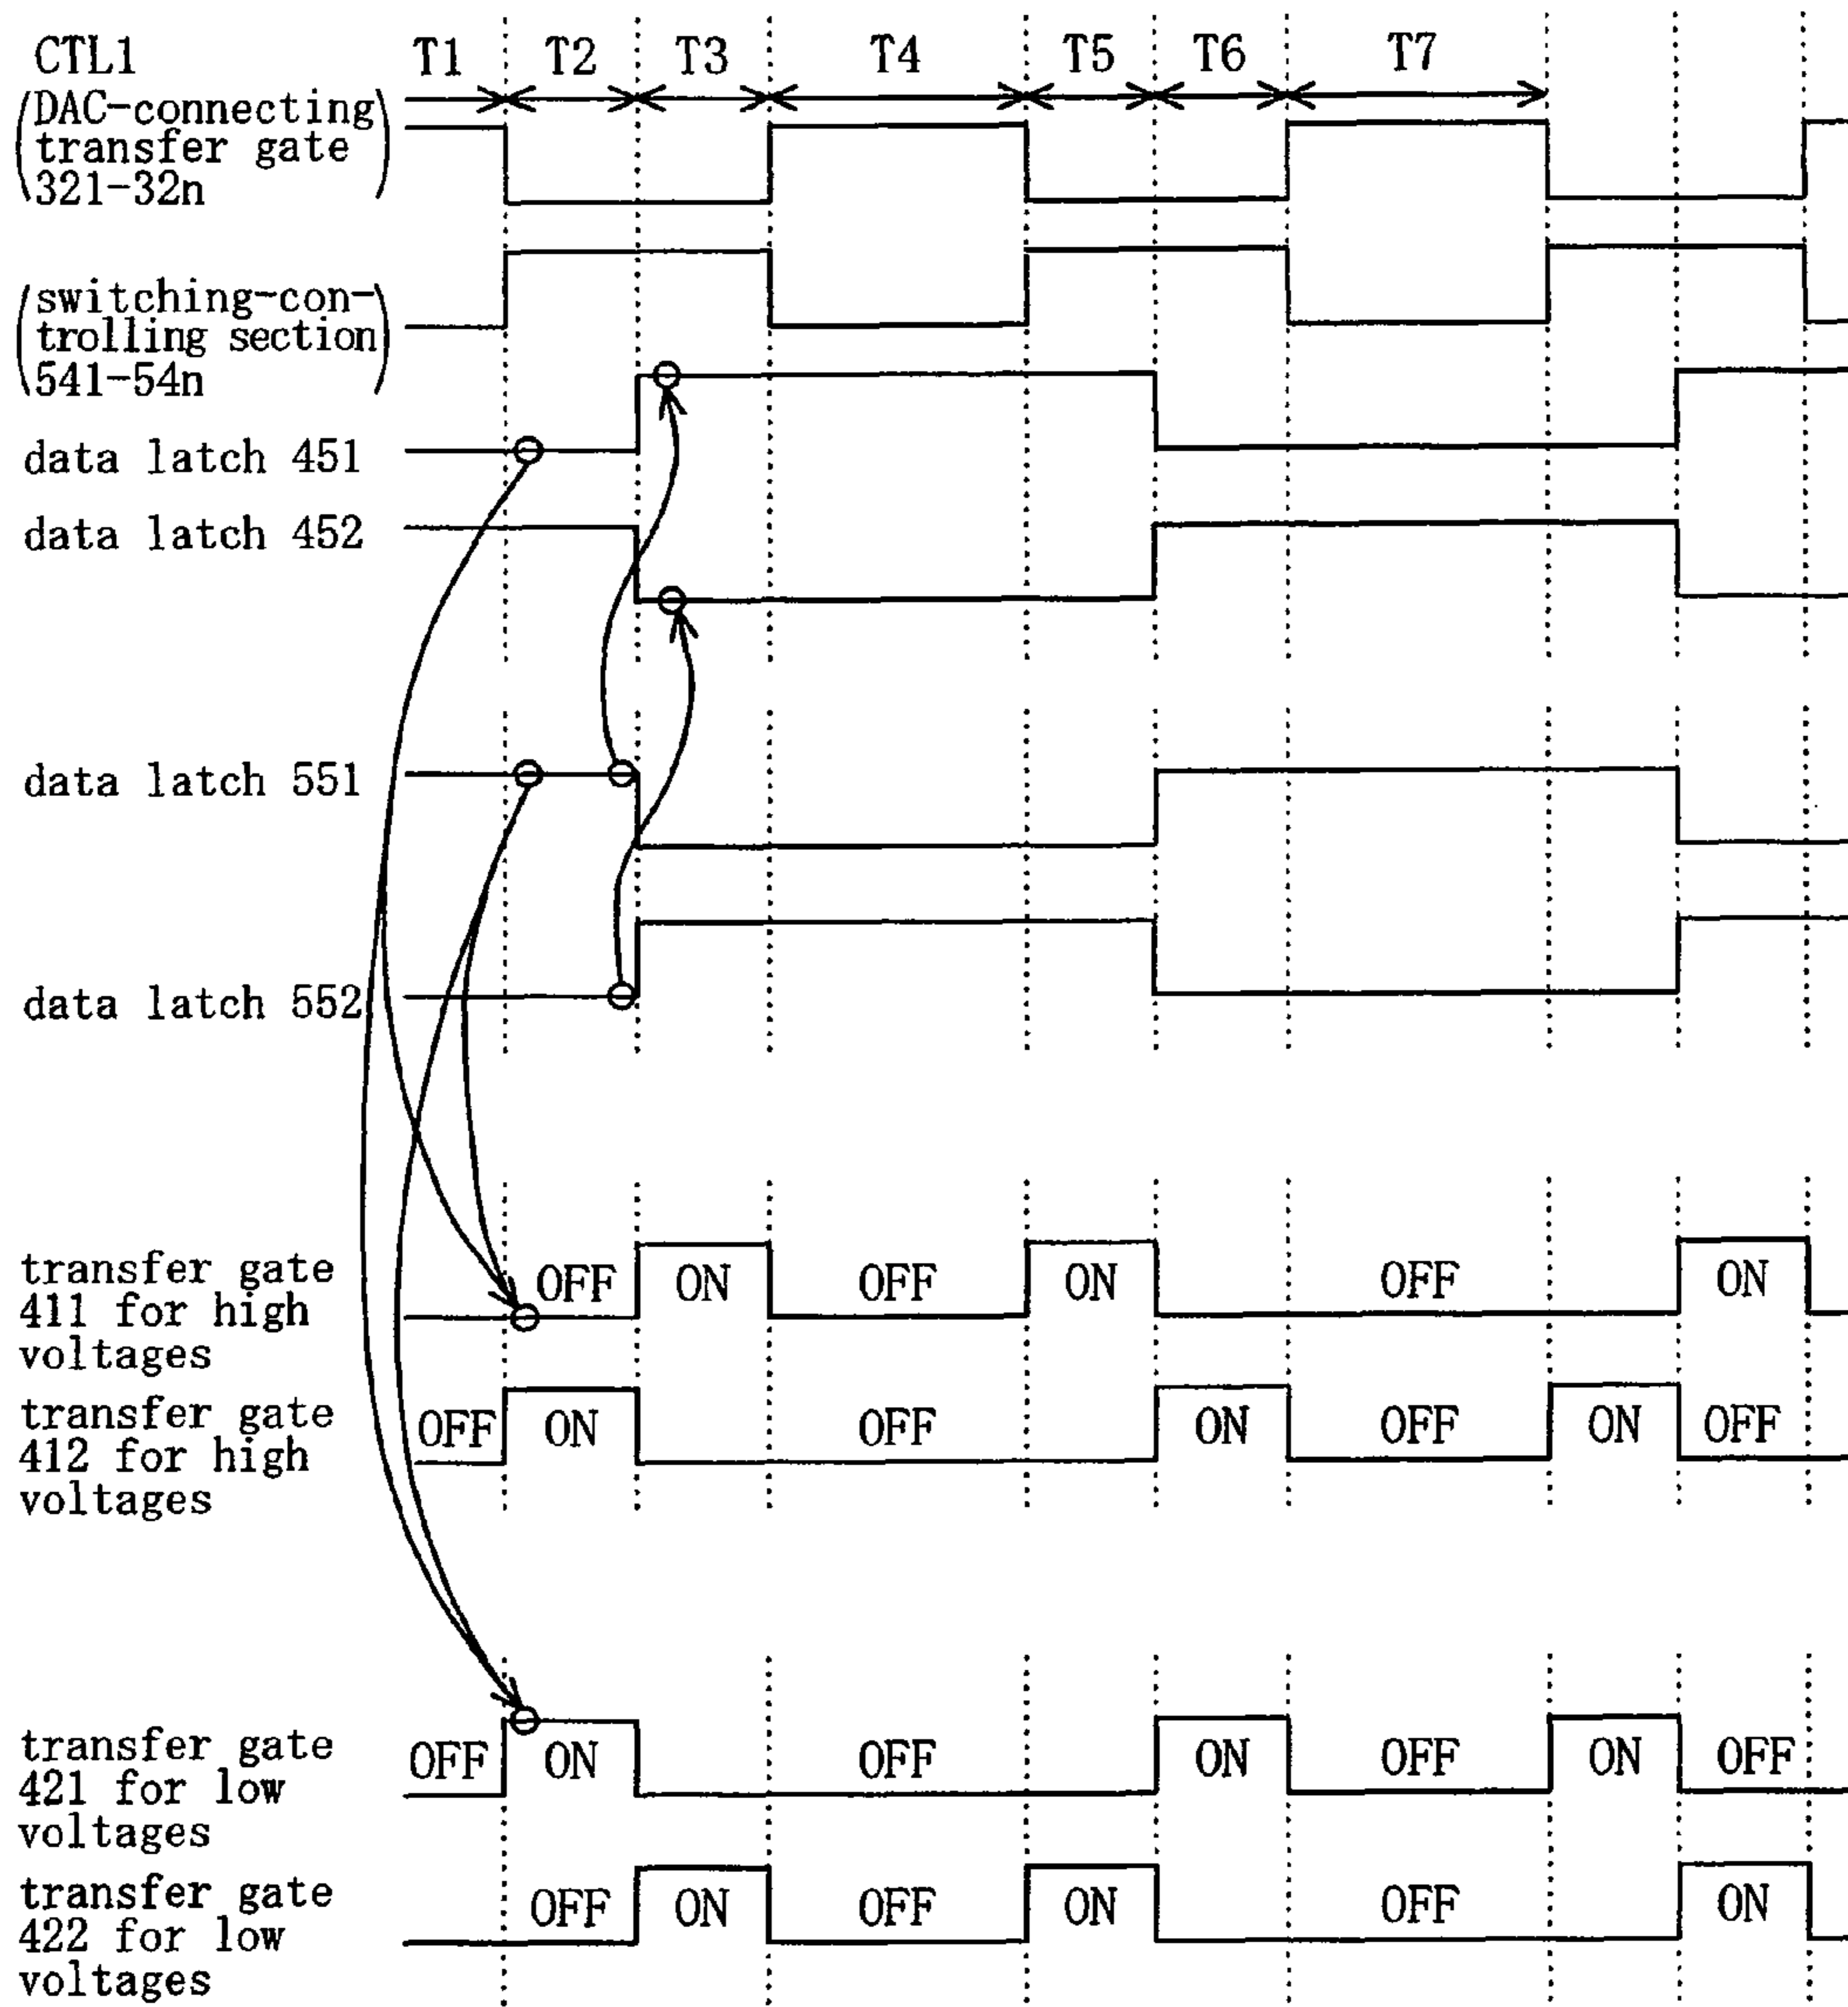 CTL1
T1 T2 T3 T4 T5 T6 T7
(DAC-connecting
transfer gate
321-32n)
(switching-con-
trolling section
541-54n)
data latch 451
data latch 452
data latch 551
data latch 552
transfer gate
411 for high
voltages
OFF ON OFF ON OFF ON
transfer gate
412 for high
voltages
OFF ON OFF ON OFF ON OFF
transfer gate
421 for low
voltages
OFF ON OFF ON OFF ON OFF
transfer gate
422 for low
voltages
OFF ON OFF ON OFF ON